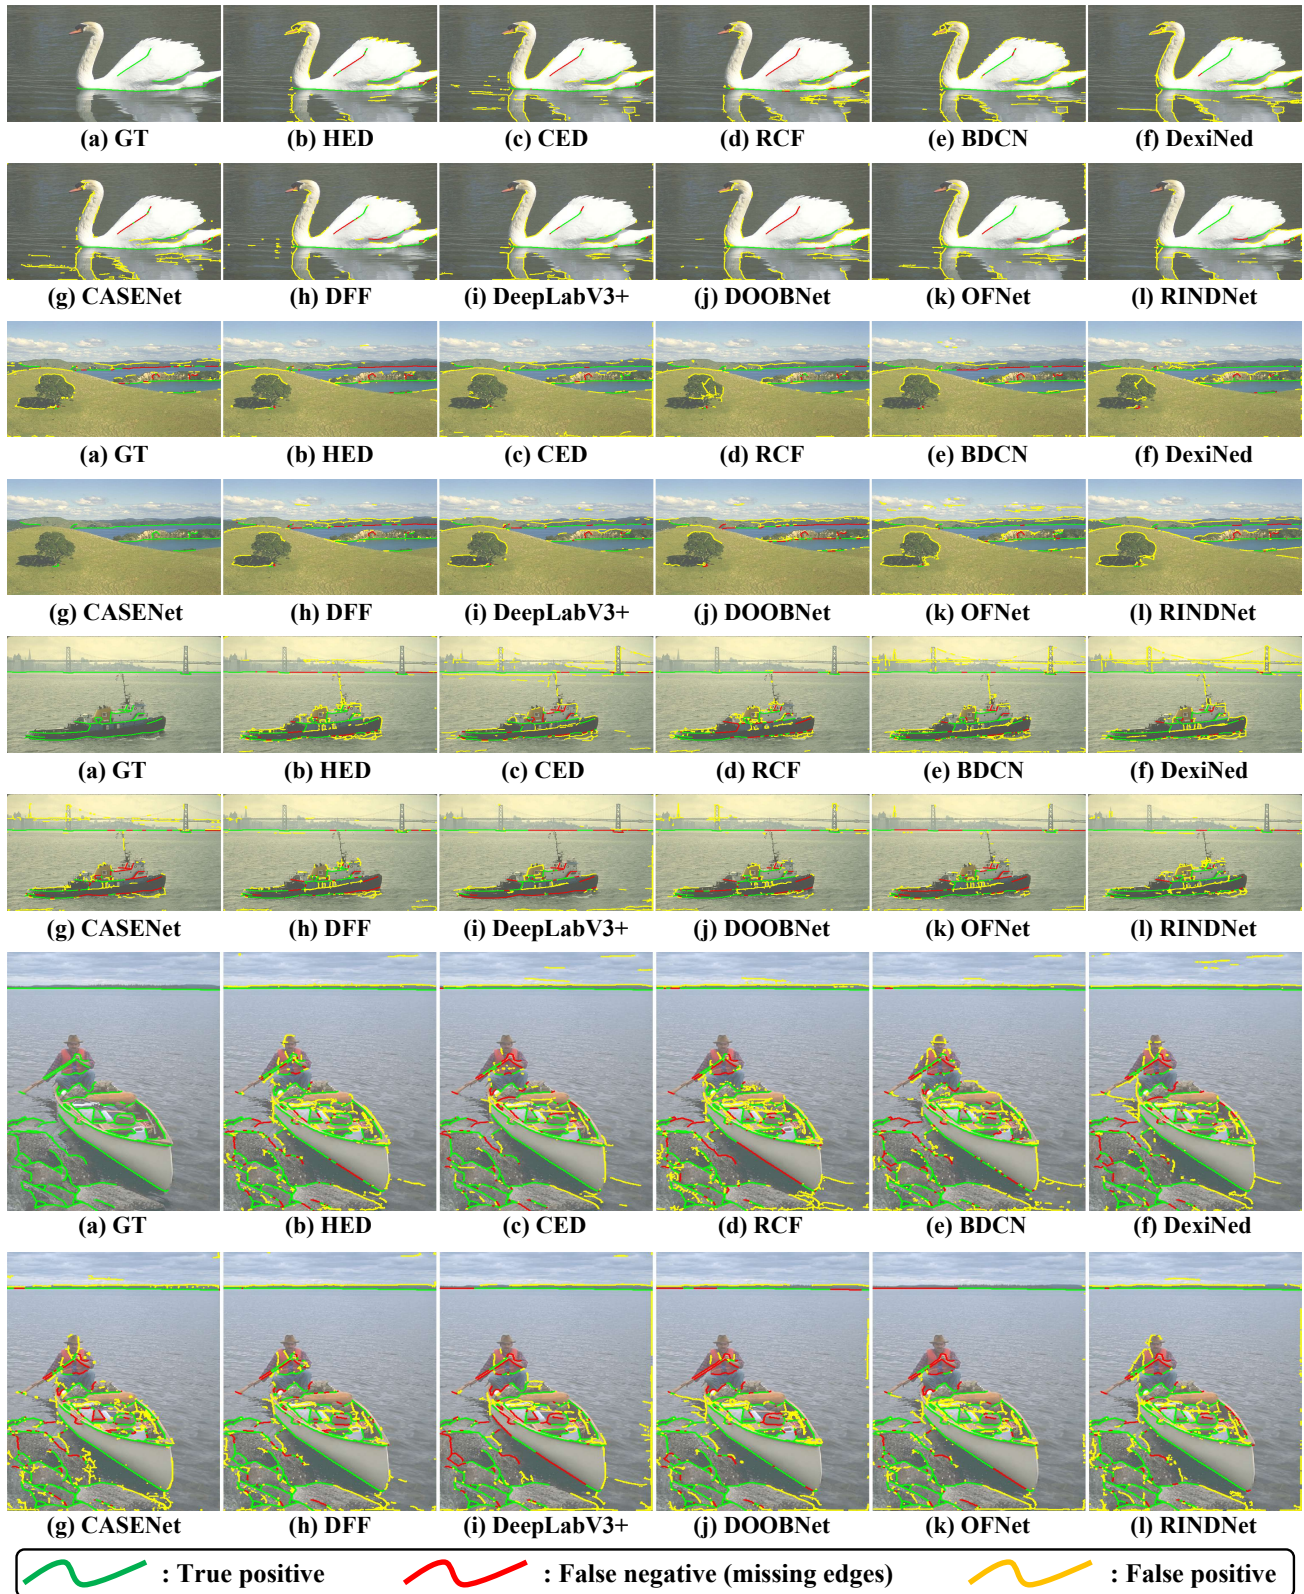 (a) GT (b) HED (c) CED (d) RCF (e) BDCN (f) DexiNed
(g) CASENet (h) DFF (i) DeepLabV3+ (j) DOOBNet (k) OFNet (l) RINDNet
(a) GT (b) HED (c) CED (d) RCF (e) BDCN (f) DexiNed
(g) CASENet (h) DFF (i) DeepLabV3+ (j) DOOBNet (k) OFNet (l) RINDNet
(a) GT (b) HED (c) CED (d) RCF (e) BDCN (f) DexiNed
(g) CASENet (h) DFF (i) DeepLabV3+ (j) DOOBNet (k) OFNet (l) RINDNet
(a) GT (b) HED (c) CED (d) RCF (e) BDCN (f) DexiNed
(g) CASENet (h) DFF (i) DeepLabV3+ (j) DOOBNet (k) OFNet (l) RINDNet
: True positive : False negative (missing edges) : False positive